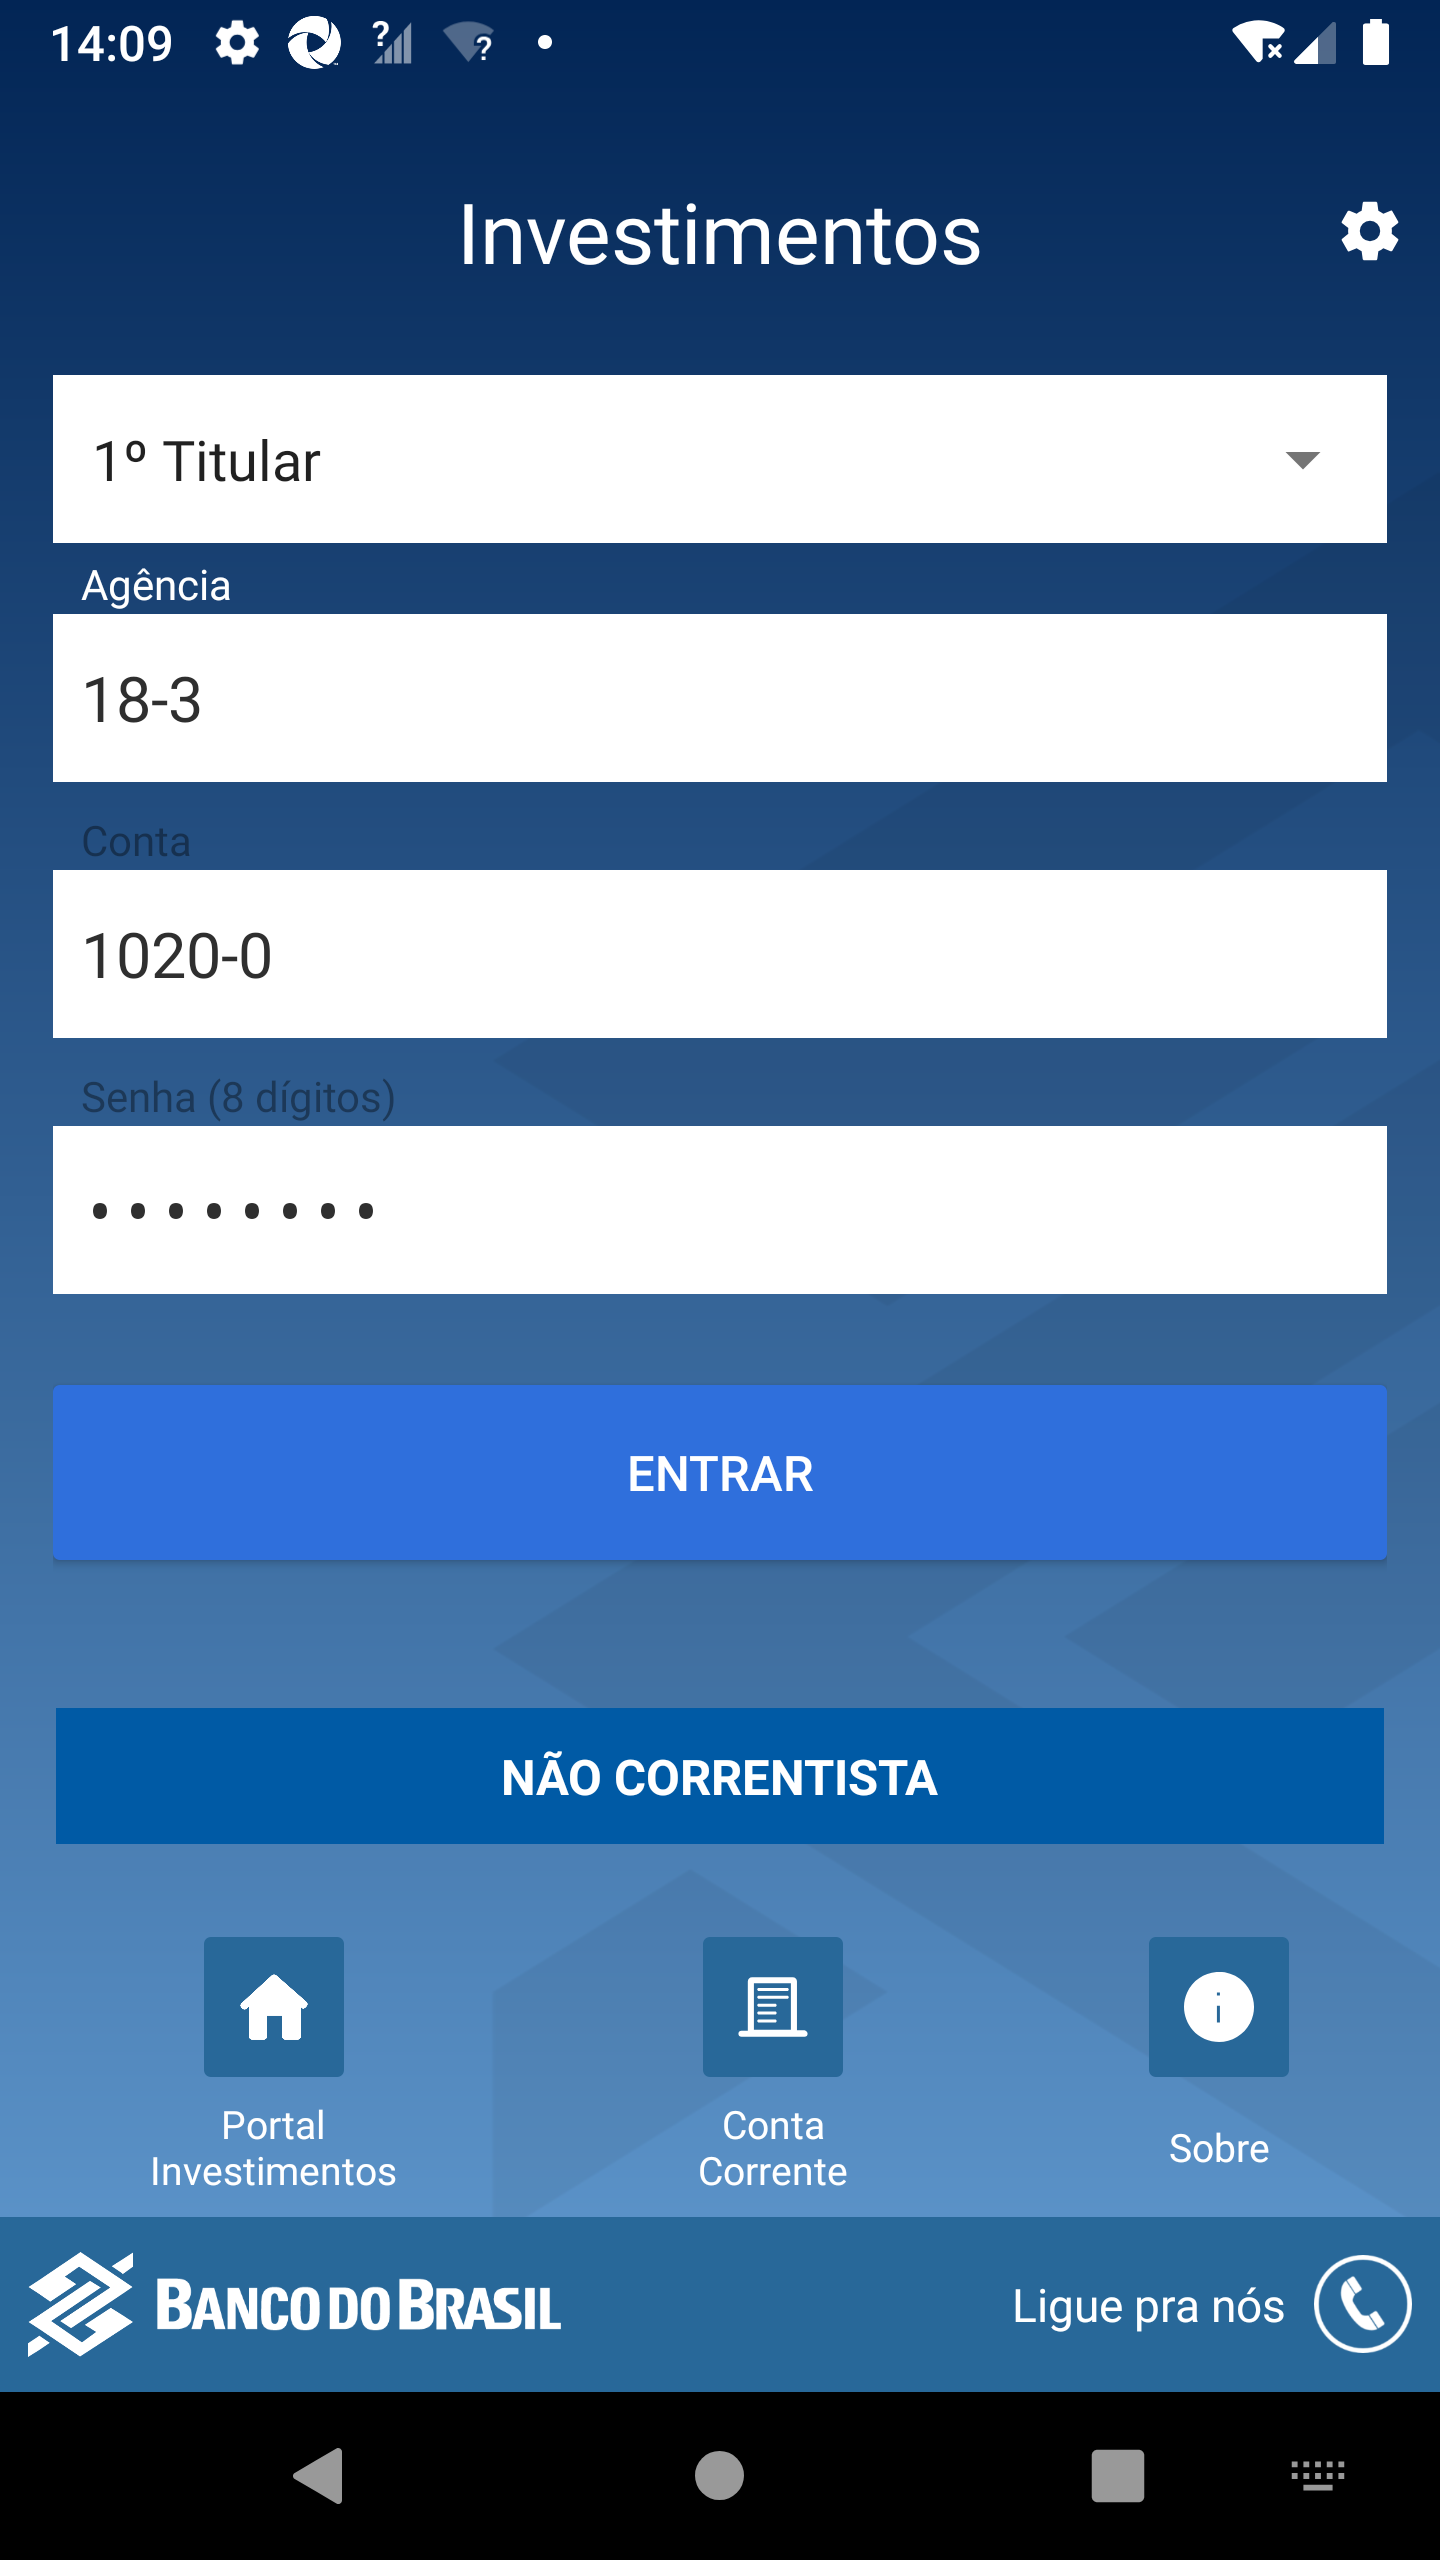 14:09
Investimentos
1º Titular
Agência
18-3
Conta
1020-0
Senha (8 dígitos)
••••••••
ENTRAR
NÃO CORRENTISTA
Portal
Investimentos
Conta
Corrente
Sobre
BANCO DO BRASIL
Ligue pra nós